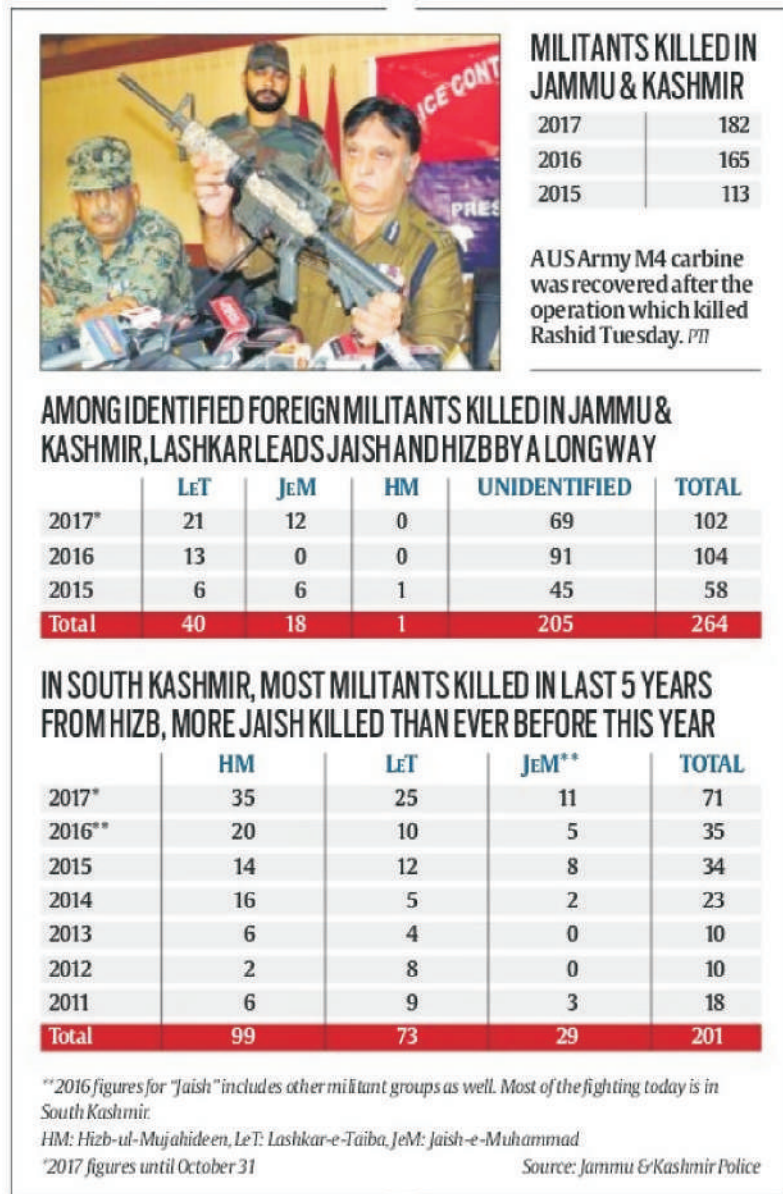 ICE CONT
PRES
MILITANTS KILLED IN
JAMMU & KASHMIR
2017 182
2016 165
2015 113
A US Army M4 carbine
was recovered after the
operation which killed
Rashid Tuesday. PTI
AMONG IDENTIFIED FOREIGN MILITANTS KILLED IN JAMMU &
KASHMIR, LASHKAR LEADS JAISH AND HIZB BY A LONG WAY
LET JEM HM UNIDENTIFIED TOTAL
2017* 21 12 0 69 102
2016 13 0 0 91 104
2015 6 6 1 45 58
Total 40 18 1 205 264
IN SOUTH KASHMIR, MOST MILITANTS KILLED IN LAST 5 YEARS
FROM HIZB, MORE JAISH KILLED THAN EVER BEFORE THIS YEAR
HM LET JEM** TOTAL
2017* 35 25 11 71
2016** 20 10 5 35
2015 14 12 8 34
2014 16 5 2 23
2013 6 4 0 10
2012 2 8 0 10
2011 6 9 3 18
Total 99 73 29 201
**2016 figures for "Jaish" includes other militant groups as well. Most of the fighting today is in
South Kashmir.
HM: Hizb-ul-Mujahideen, LeT: Lashkar-e-Taiba, JeM: Jaish-e-Muhammad
*2017 figures until October 31 Source: Jammu & Kashmir Police